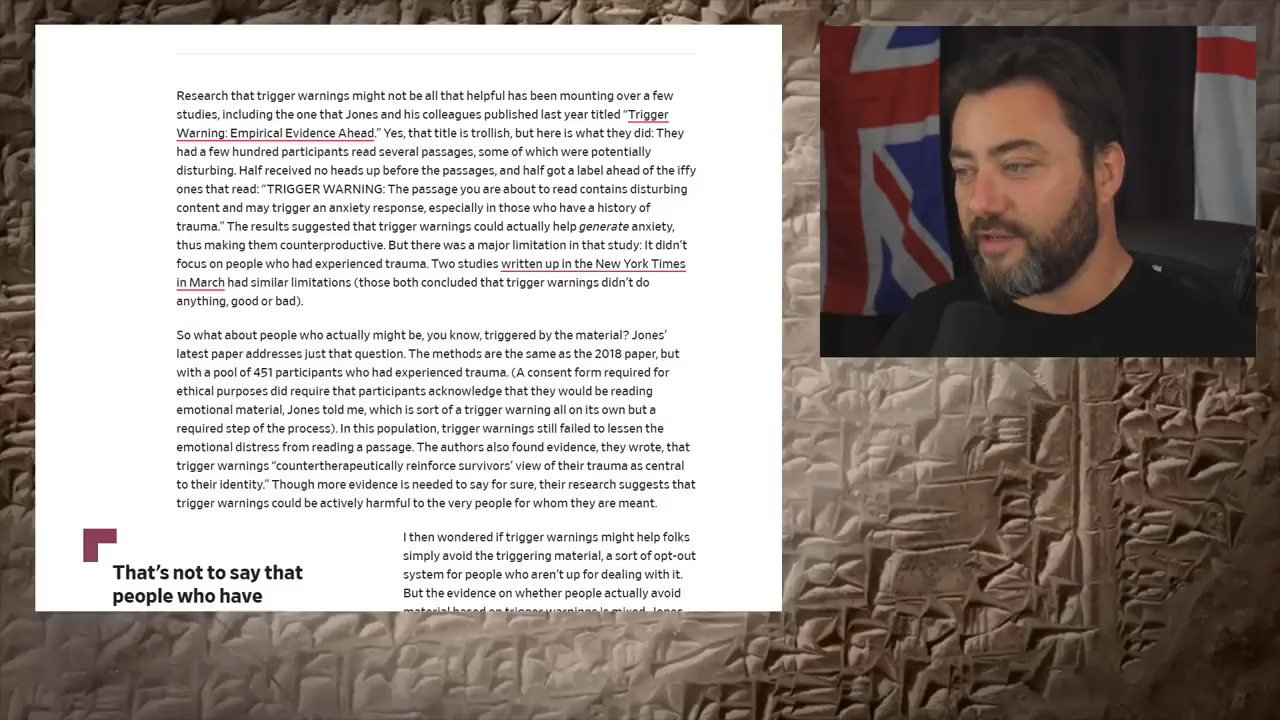 Research that trigger warnings might not be all that helpful has been mounting over a few
studies, including the one that Jones and his colleagues published last year titled “Trigger
Warning: Empirical Evidence Ahead.” Yes, that title is trollish, but here is what they did: They
had a few hundred participants read several passages, some of which were potentially
disturbing. Half received no heads up before the passages, and half got a label ahead of the iffy
ones that read: “TRIGGER WARNING: The passage you are about to read contains disturbing
content and may trigger an anxiety response, especially in those who have a history of
trauma.” The results suggested that trigger warnings could actually help generate anxiety,
thus making them counterproductive. But there was a major limitation in that study: It didn’t
focus on people who had experienced trauma. Two studies written up in the New York Times
in March had similar limitations (those both concluded that trigger warnings didn’t do
anything, good or bad).
So what about people who actually might be, you know, triggered by the material? Jones’
latest paper addresses just that question. The methods are the same as the 2018 paper, but
with a pool of 451 participants who had experienced trauma. (A consent form required for
ethical purposes did require that participants acknowledge that they would be reading
emotional material, Jones told me, which is sort of a trigger warning all on its own but a
required step of the process). In this population, trigger warnings still failed to lessen the
emotional distress from reading a passage. The authors also found evidence, they wrote, that
trigger warnings “countertherapeutically reinforce survivors’ view of their trauma as central
to their identity.” Though more evidence is needed to say for sure, their research suggests that
trigger warnings could be actively harmful to the very people for whom they are meant.
That’s not to say that
people who have
I then wondered if trigger warnings might help folks
simply avoid the triggering material, a sort of opt-out
system for people who aren’t up for dealing with it.
But the evidence on whether people actually avoid
material based on trigger warnings is mixed. Jones